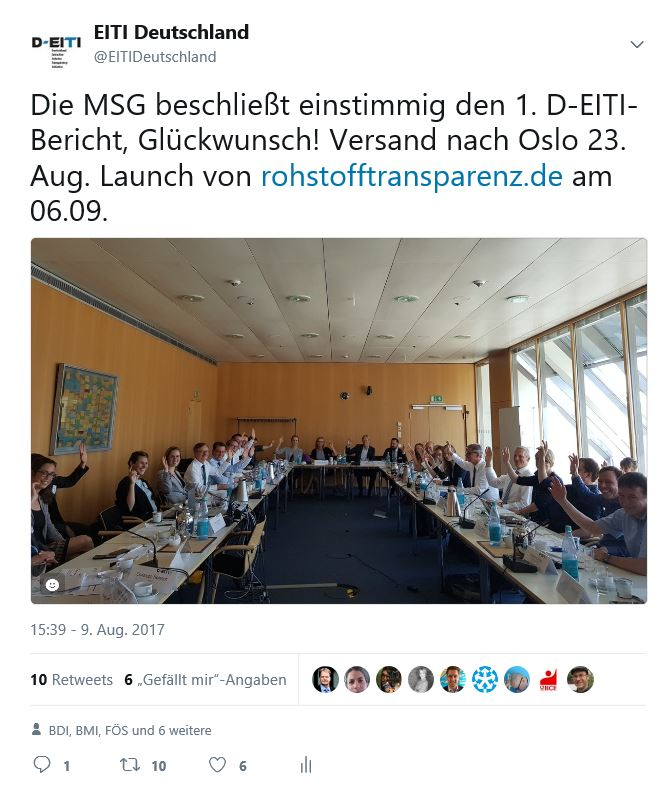 D-EITI
EITI Deutschland
@EITIDeutschland
Die MSG beschließt einstimmig den 1. D-EITI-
Bericht, Glückwunsch! Versand nach Oslo 23.
Aug. Launch von rohstofftransparenz.de am
06.09.
D-EITI
15:39 - 9. Aug. 2017
10 Retweets 6 „Gefällt mir“-Angaben
BDI, BMI, FÖS und 6 weitere
1 10 6